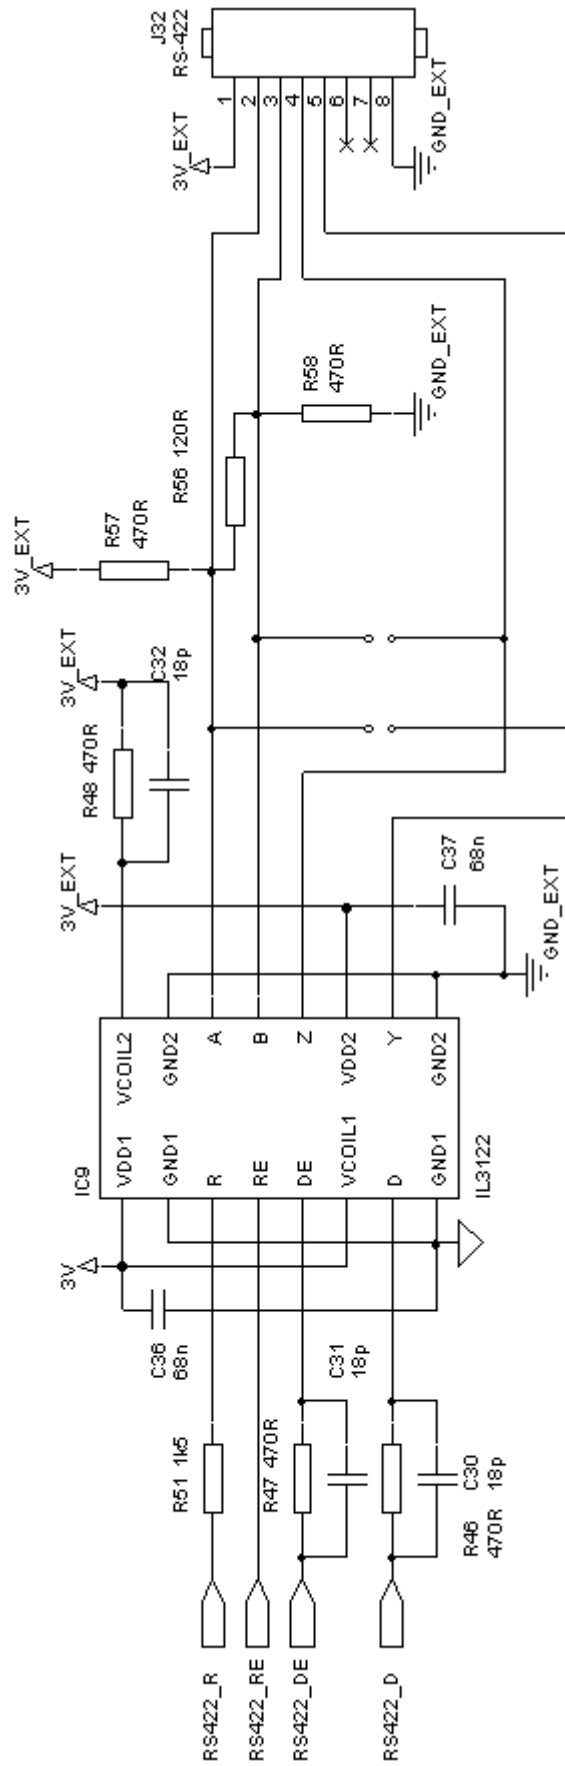 J32
RS-422
1
2
3
4
5
6
7
8
3V_EXT
GND_EXT
R58
470R
GND_EXT
R56 120R
3V_EXT
R57
470R
3V_EXT
C32
18p
R48 470R
3V_EXT
C37
68n
GND_EXT
IC9
VCOIL2
GND2
A
B
Z
VDD2
Y
GND2
VDD1
GND1
R
RE
DE
VCOIL1
D
GND1
IL3122
3V
C36
68n
R51 1k5
R47 470R
C31
18p
R46
470R
C30
18p
RS422_R
RS422_RE
RS422_DE
RS422_D